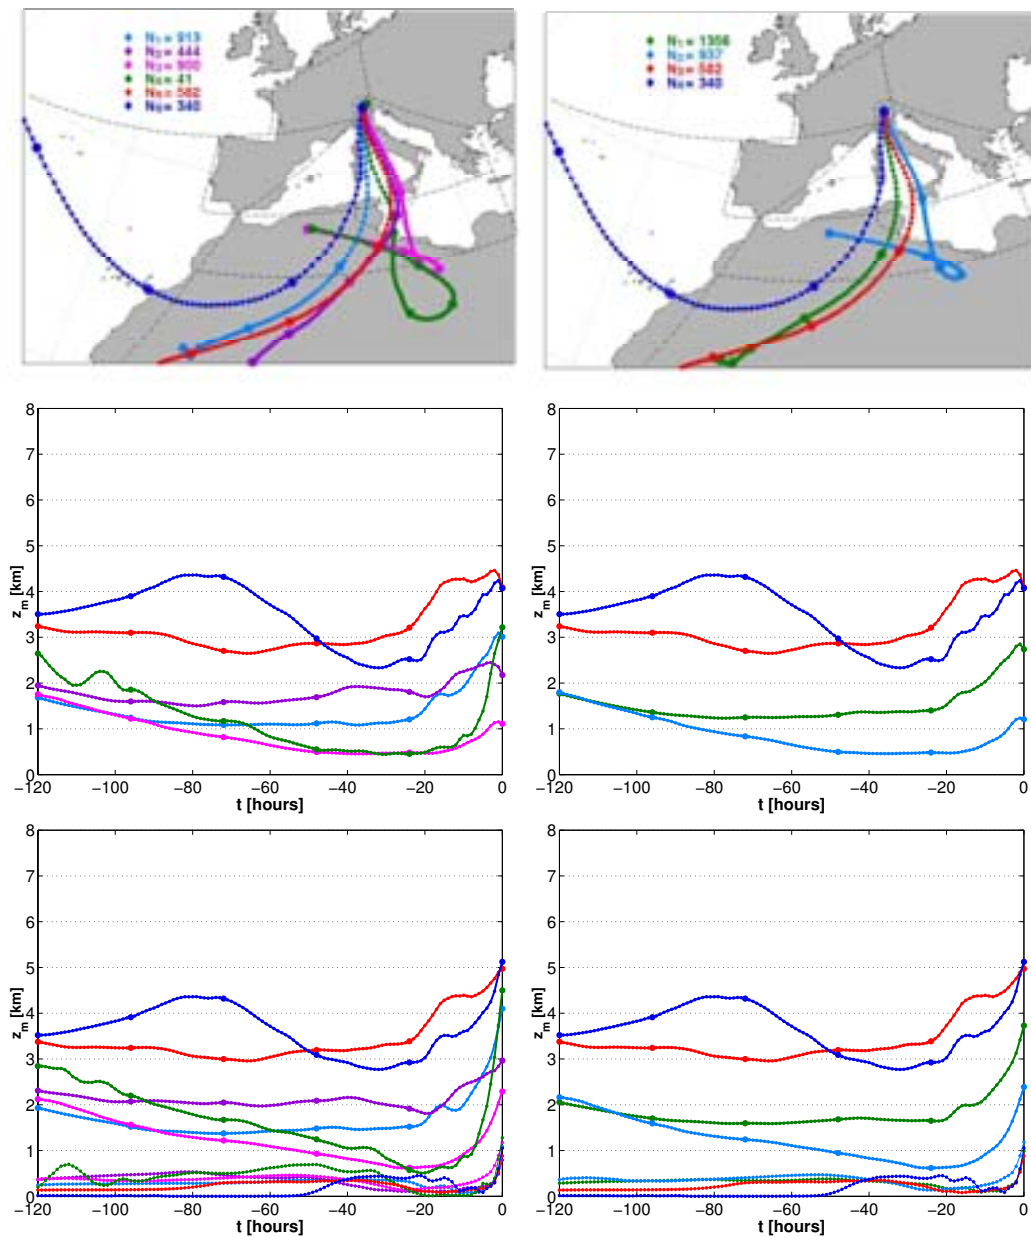 N₁ = 913
N₂ = 444
N₃ = 900
N₄ = 41
N₅ = 582
N₆ = 340
N₁ = 1356
N₂ = 937
N₃ = 582
N₄ = 340
8
7
6
5
4
3
2
1
0
z_m [km]
−120 −100 −80 −60 −40 −20 0
t [hours]
8
7
6
5
4
3
2
1
0
z_m [km]
−120 −100 −80 −60 −40 −20 0
t [hours]
8
7
6
5
4
3
2
1
0
z_m [km]
−120 −100 −80 −60 −40 −20 0
t [hours]
8
7
6
5
4
3
2
1
0
z_m [km]
−120 −100 −80 −60 −40 −20 0
t [hours]